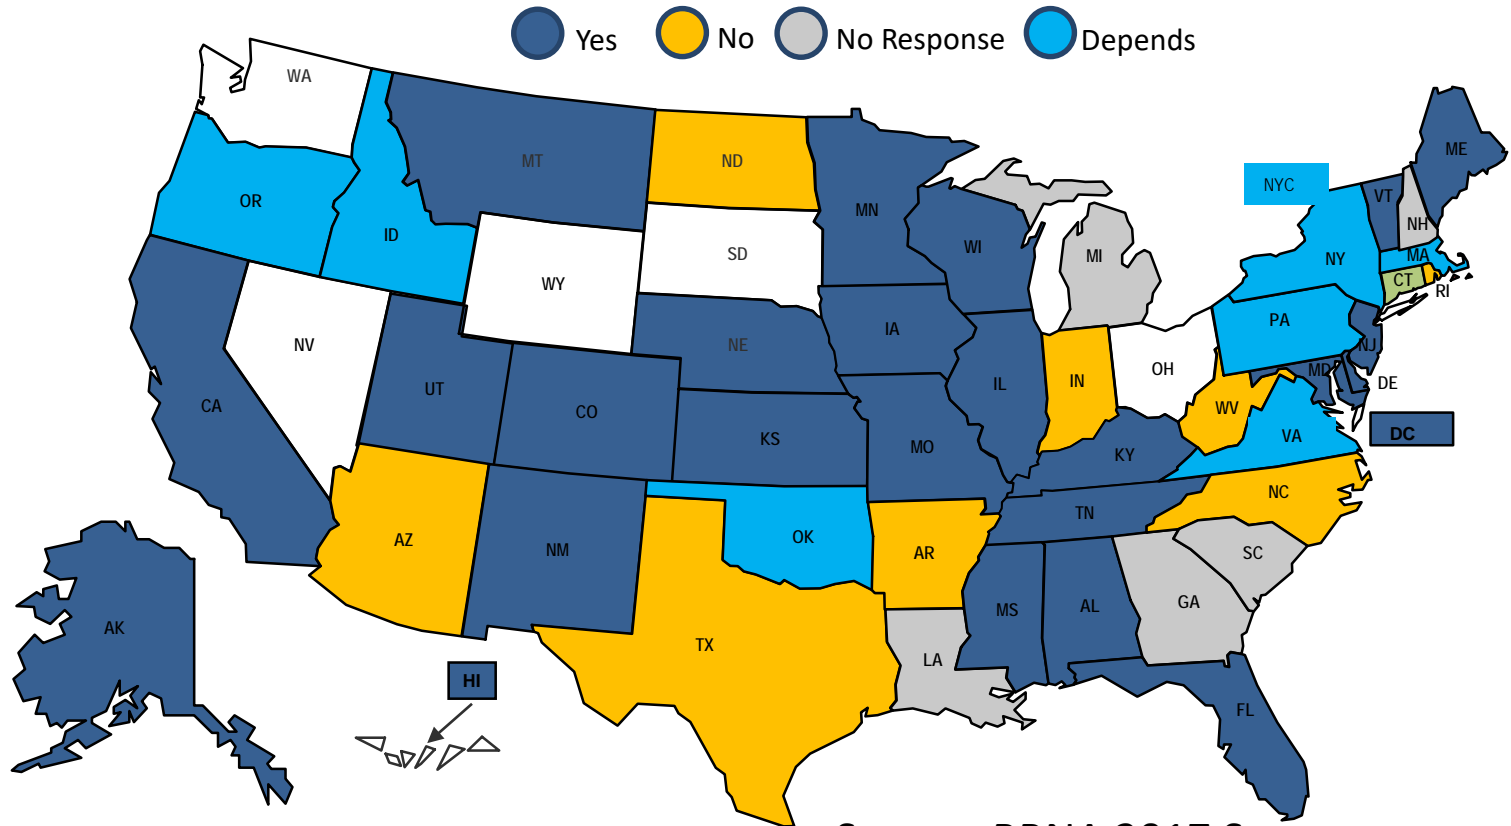 Yes No No Response Depends
WA
MT
ND
MN
ME
NYC
VT
OR
ID
NH
WI
SD
MI
NY
MA
WY
CT
RI
PA
IA
NV
NE
NJ
OH
MD
DE
UT
IL
IN
CA
CO
WV
KS
VA
DC
MO
KY
NC
TN
AZ
OK
NM
AR
SC
GA
MS
AL
AK
TX
LA
HI
FL